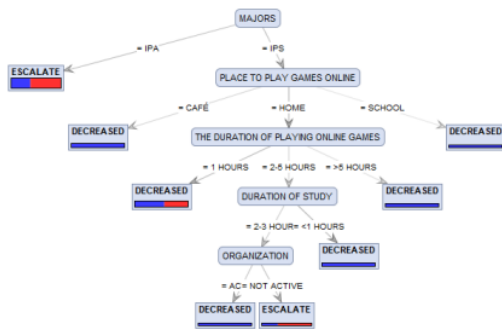 MAJORS
= IPA
= IPS
ESCALATE
PLACE TO PLAY GAMES ONLINE
= CAFÉ
= HOME
= SCHOOL
DECREASED
THE DURATION OF PLAYING ONLINE GAMES
DECREASED
= 1 HOURS
= 2-5 HOURS
= >5 HOURS
DECREASED
DURATION OF STUDY
DECREASED
= 2-3 HOUR= <1 HOURS
ORGANIZATION
DECREASED
= AC= NOT ACTIVE
DECREASED
ESCALATE